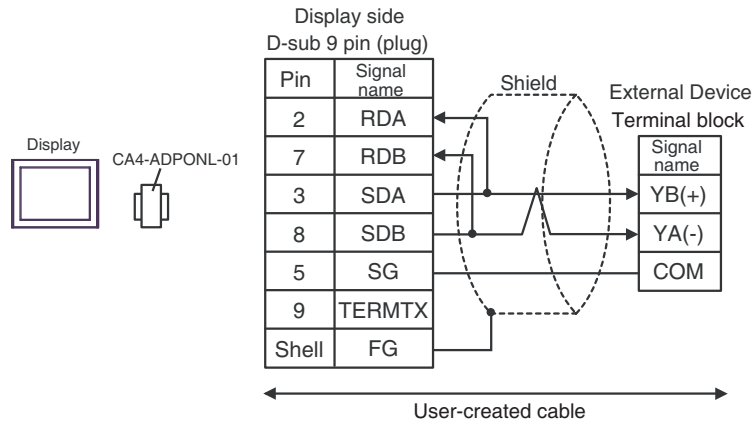 Display side
D-sub 9 pin (plug)
Pin
Signal
name
Shield
External Device
Terminal block
2
RDA
Display
CA4-ADPONL-01
Signal
name
7
RDB
3
SDA
YB(+)
8
SDB
YA(-)
5
SG
COM
9
TERMTX
Shell
FG
User-created cable